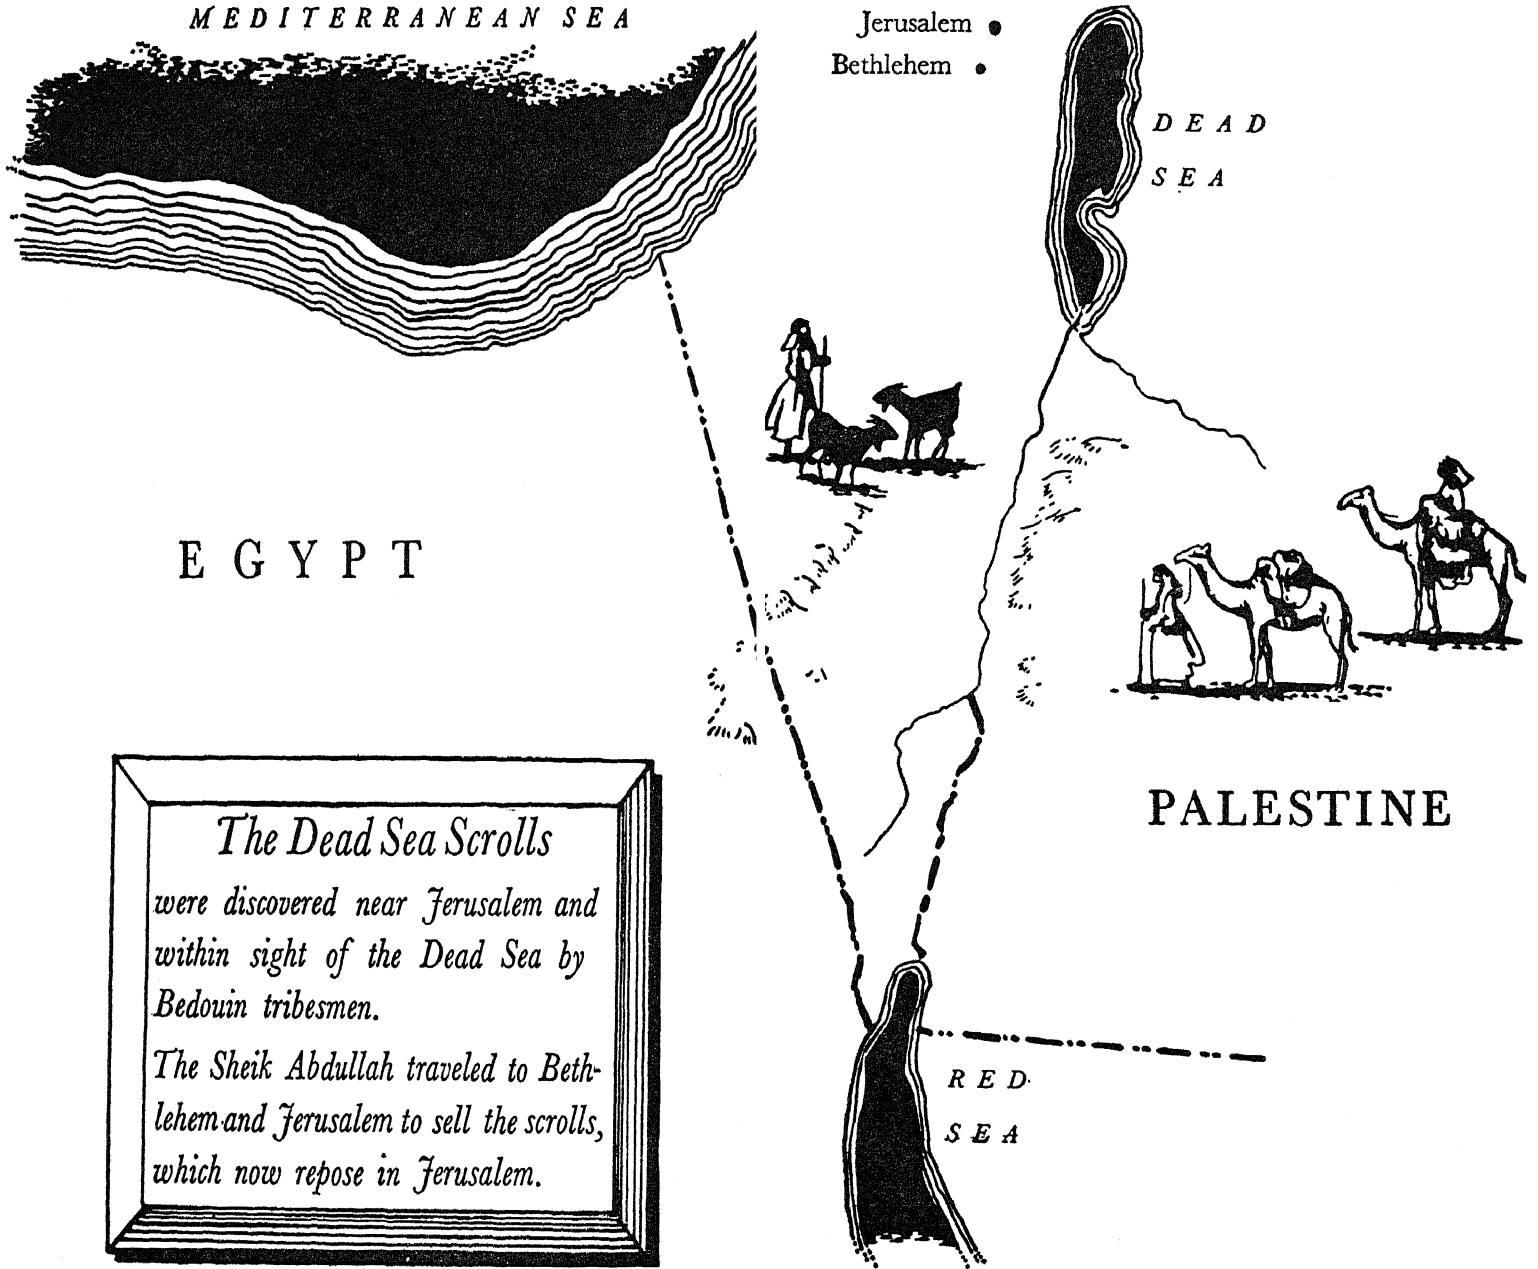 MEDITERRANEAN SEA
Jerusalem
Bethlehem
DEAD
SEA
EGYPT
PALESTINE
The Dead Sea Scrolls
were discovered near Jerusalem and
within sight of the Dead Sea by
Bedouin tribesmen.
The Sheik Abdullah traveled to Beth-
lehem and Jerusalem to sell the scrolls,
which now repose in Jerusalem.
RED
SEA